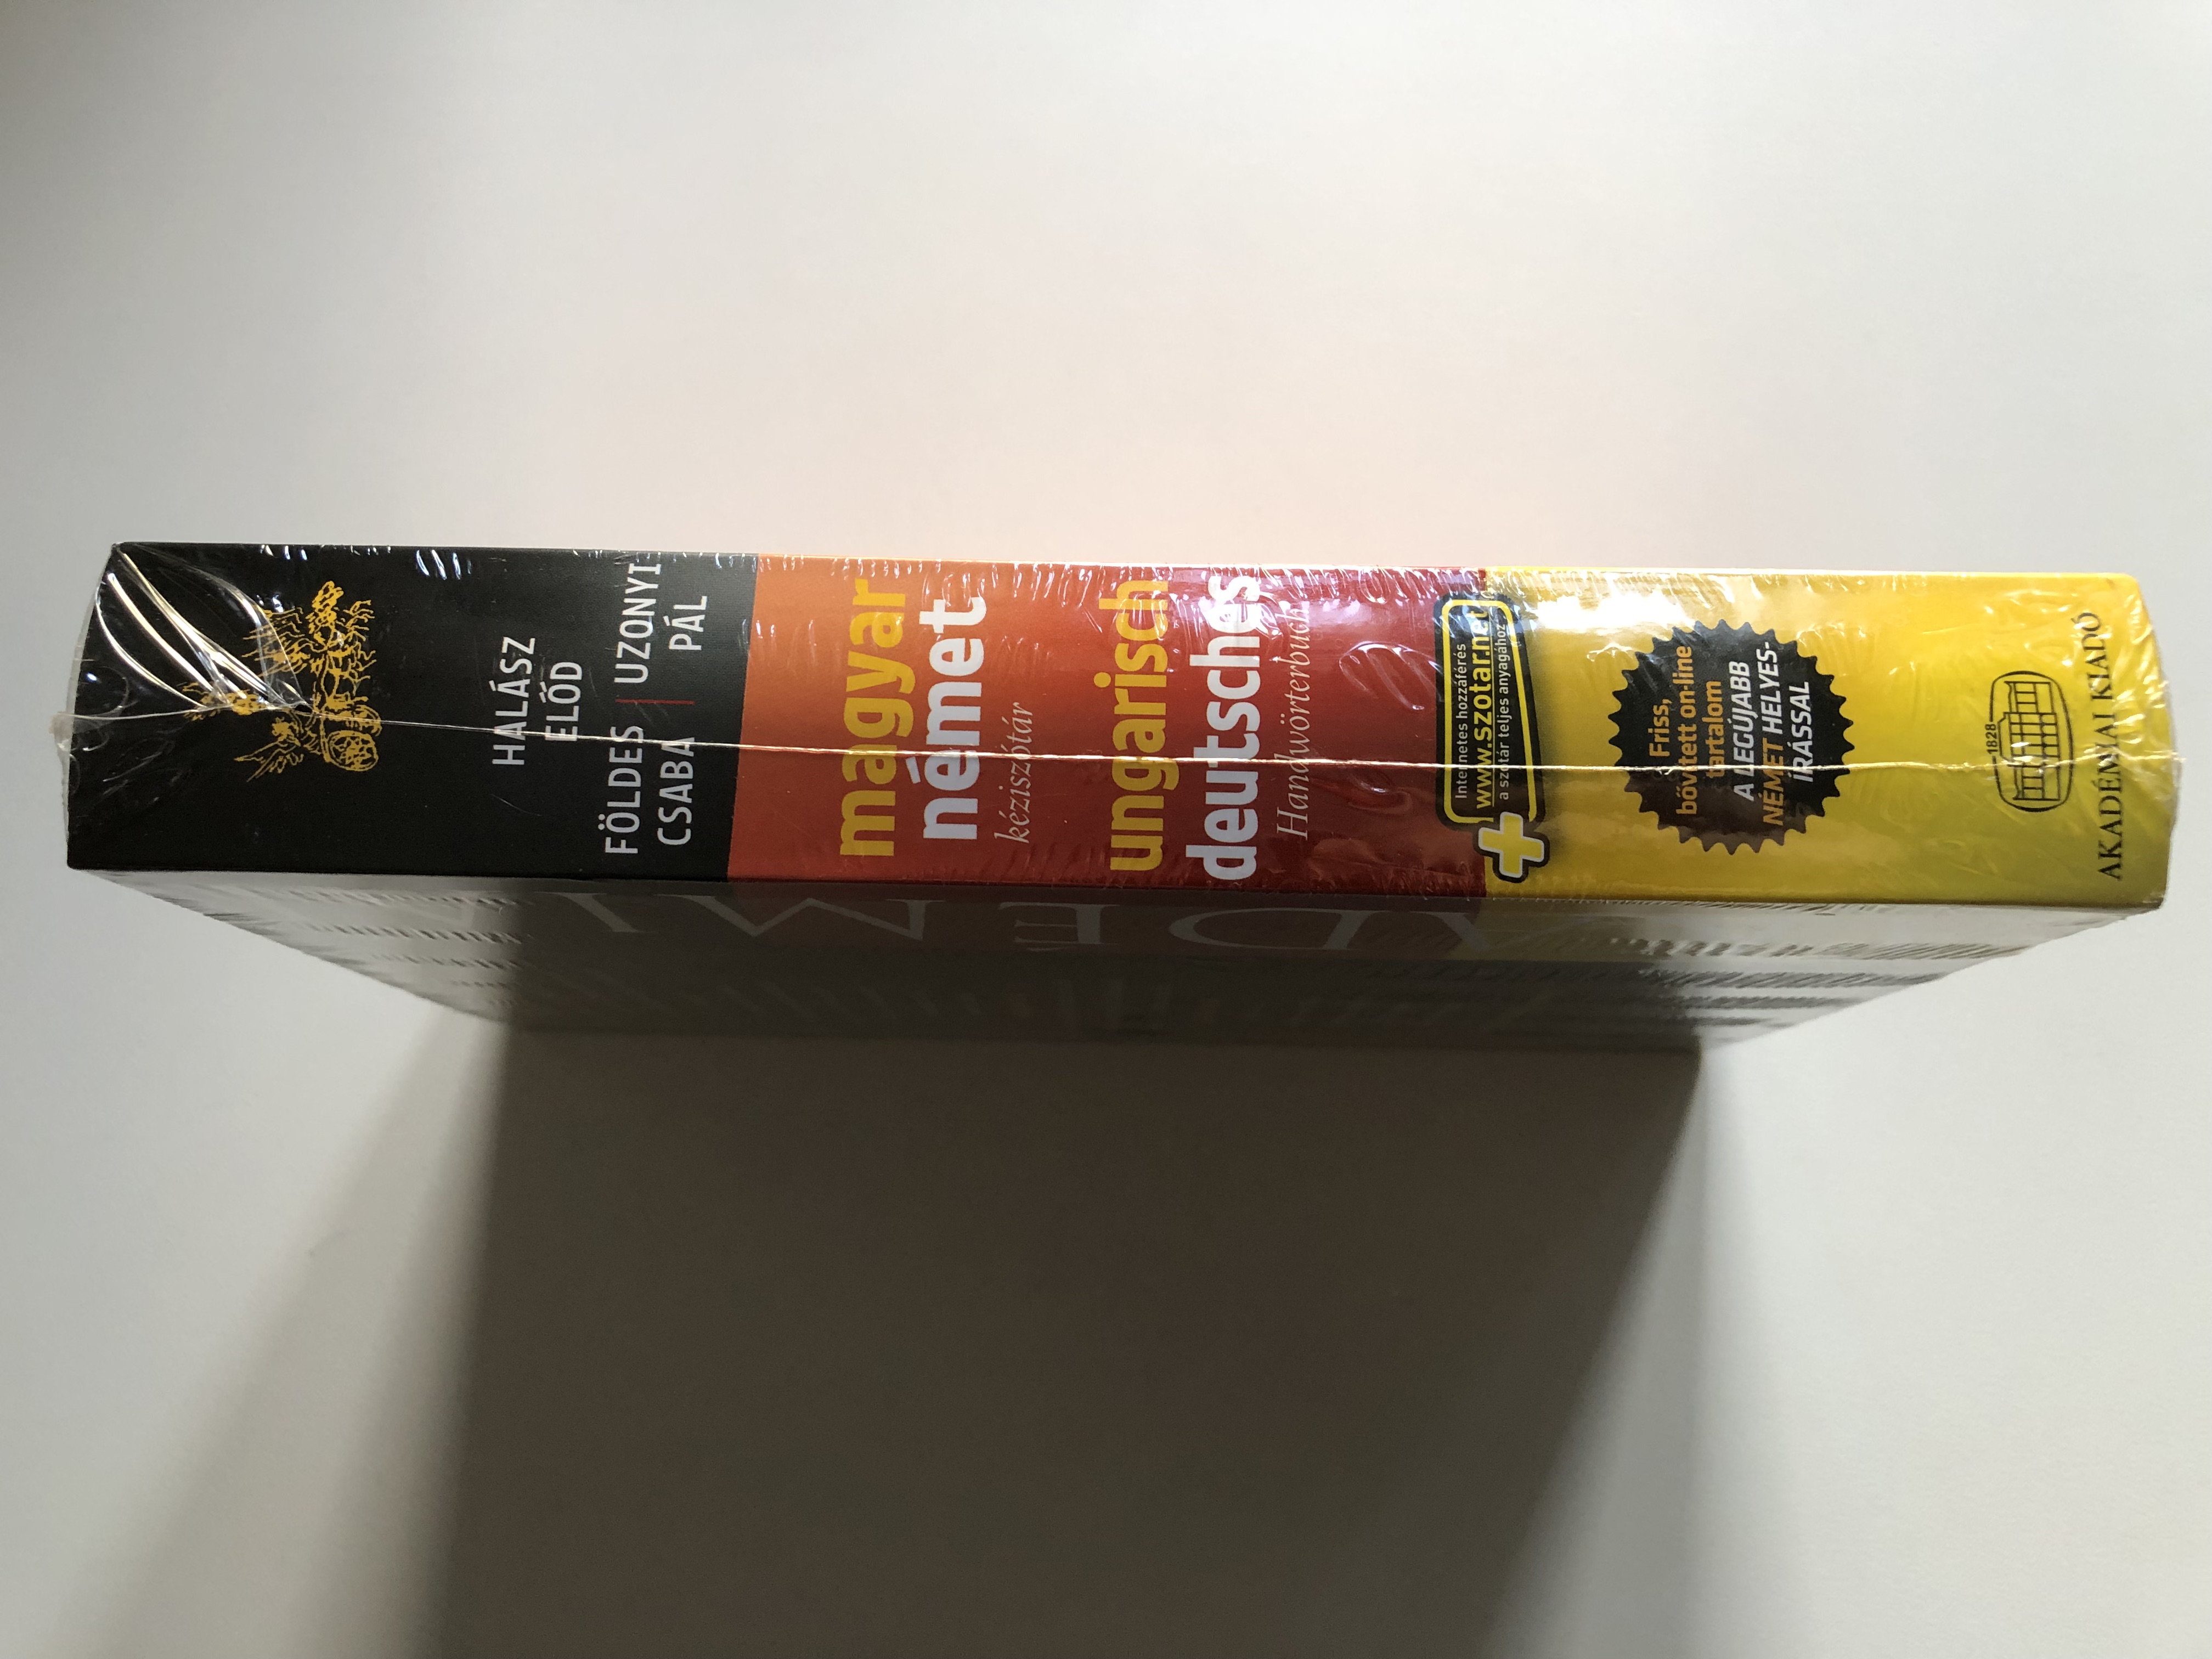 HALÁSZ
ELŐD
FÖLDES | UZONYI
CSABA | PÁL
magyar
német
kéziszótár
ungarisch
deutsches
Handwörterbuch
+
Internetes hozzáférés
www.szotar.net
a szótár teljes anyagához
Friss,
bővített on-line
tartalom
A LEGÚJABB
NÉMET HELYES-
ÍRÁSSAL
1828
AKADÉMIAI KIADÓ